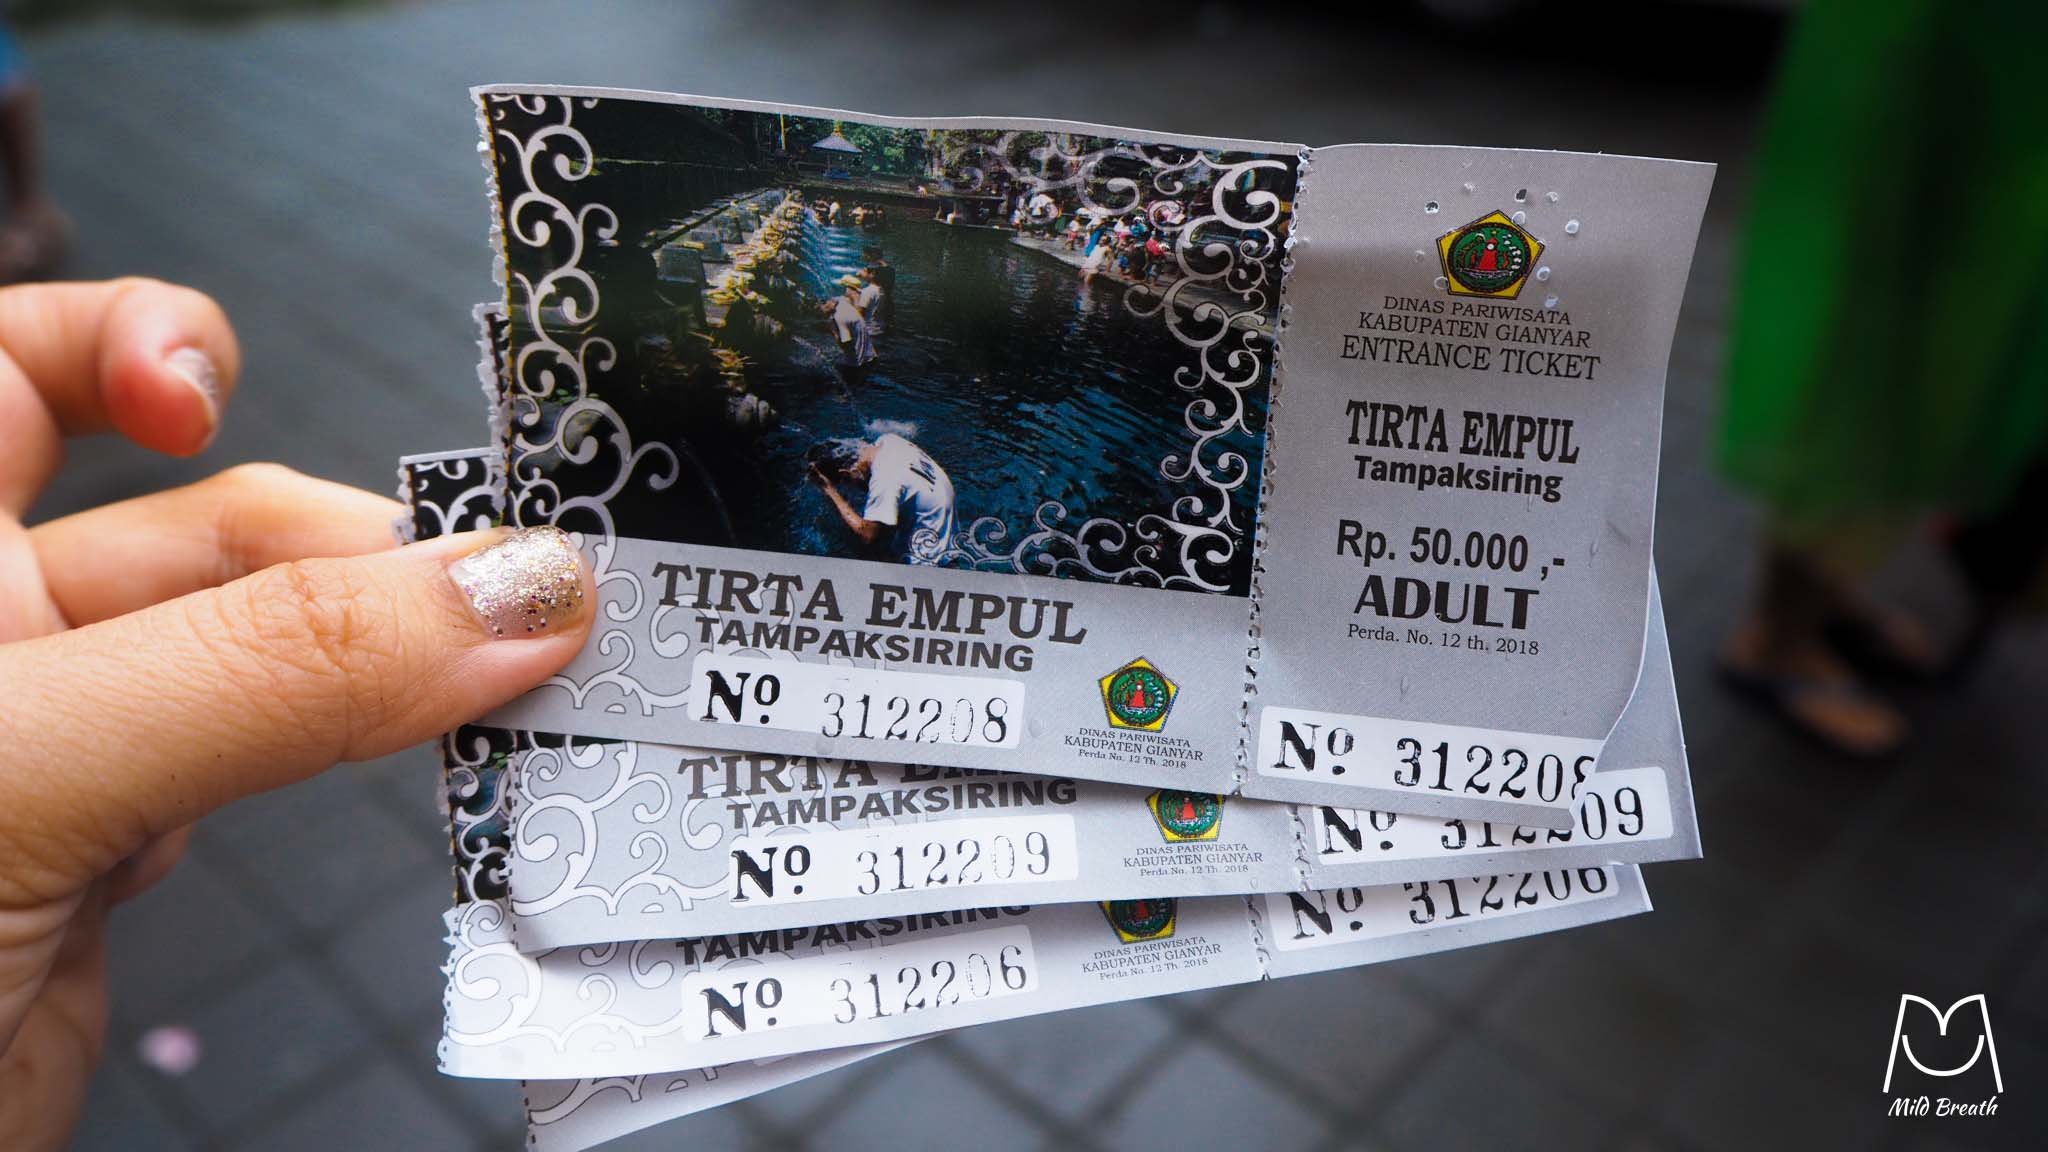 DINAS PARIWISATA
KABUPATEN GIANYAR
ENTRANCE TICKET
TIRTA EMPUL
Tampaksiring
Rp. 50.000 ,-
ADULT
Perda. No. 12 th. 2018
TIRTA EMPUL
TAMPAKSIRING
Nº. 312208
DINAS PARIWISATA
KABUPATEN GIANYAR
Perda No. 12 Th. 2018
Nº. 312208
TIRTA EMPUL
TAMPAKSIRING
Nº. 312209
DINAS PARIWISATA
KABUPATEN GIANYAR
Perda No. 12 Th. 2018
Nº. 312209
TAMPAKSIRING
Nº. 312206
DINAS PARIWISATA
KABUPATEN GIANYAR
Perda No. 12 Th. 2018
Nº. 312206
Mild Breath